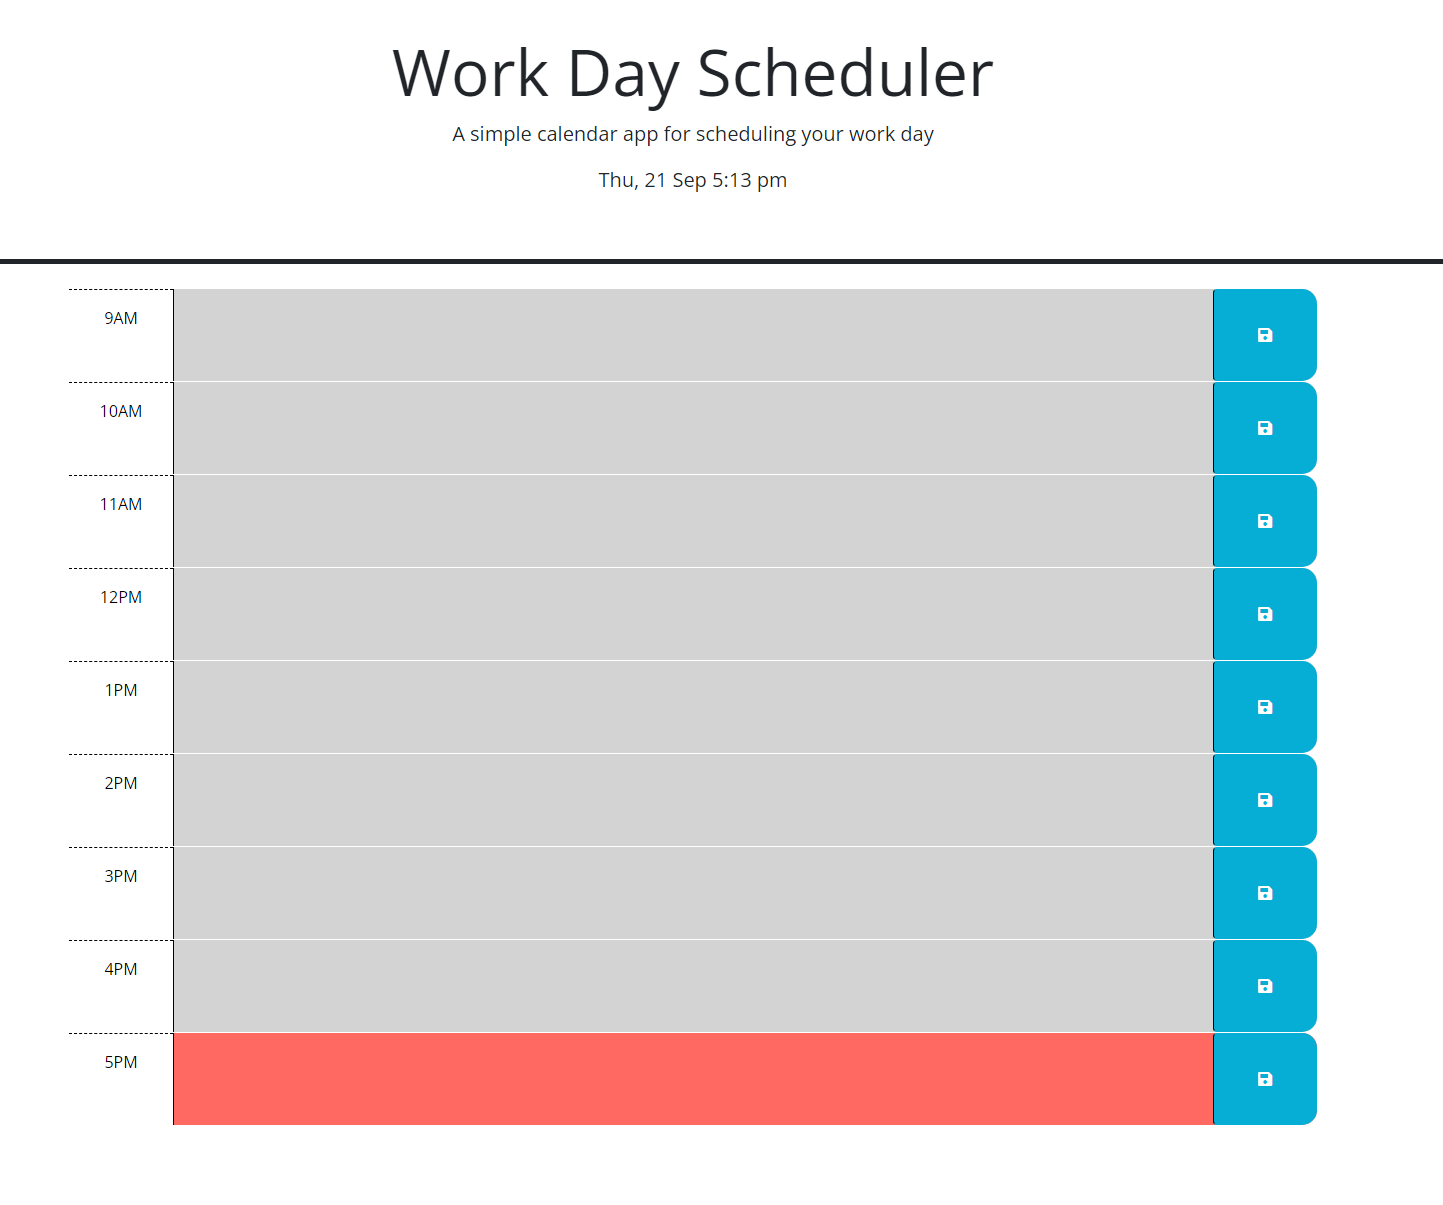 Work Day Scheduler
A simple calendar app for scheduling your work day
Thu, 21 Sep 5:13 pm
9AM
10AM
11AM
12PM
1PM
2PM
3PM
4PM
5PM